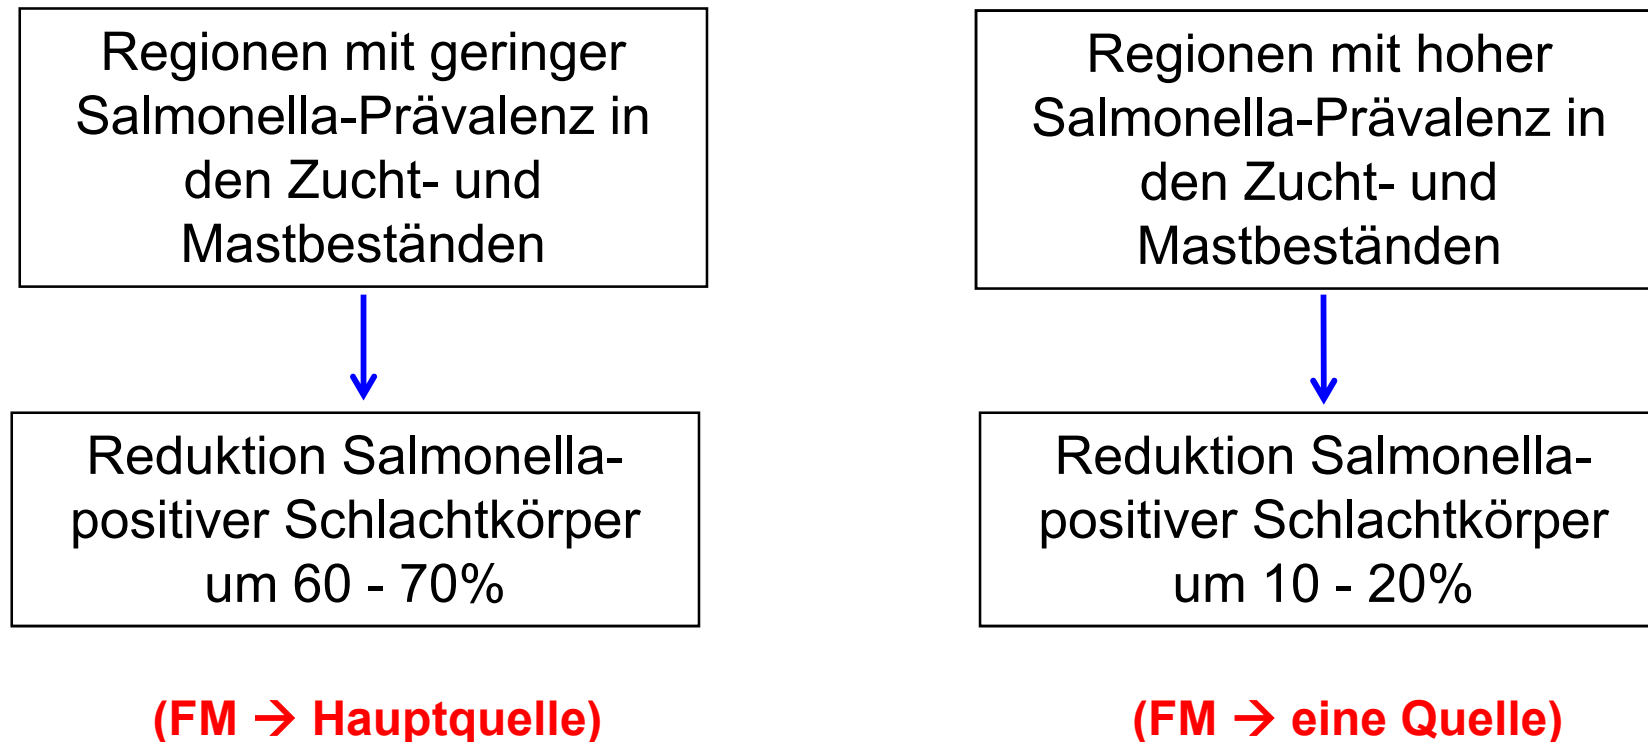 Regionen mit geringer
Salmonella-Prävalenz in
den Zucht- und
Mastbeständen
Reduktion Salmonella-
positiver Schlachtkörper
um 60 - 70%
(FM → Hauptquelle)
Regionen mit hoher
Salmonella-Prävalenz in
den Zucht- und
Mastbeständen
Reduktion Salmonella-
positiver Schlachtkörper
um 10 - 20%
(FM → eine Quelle)